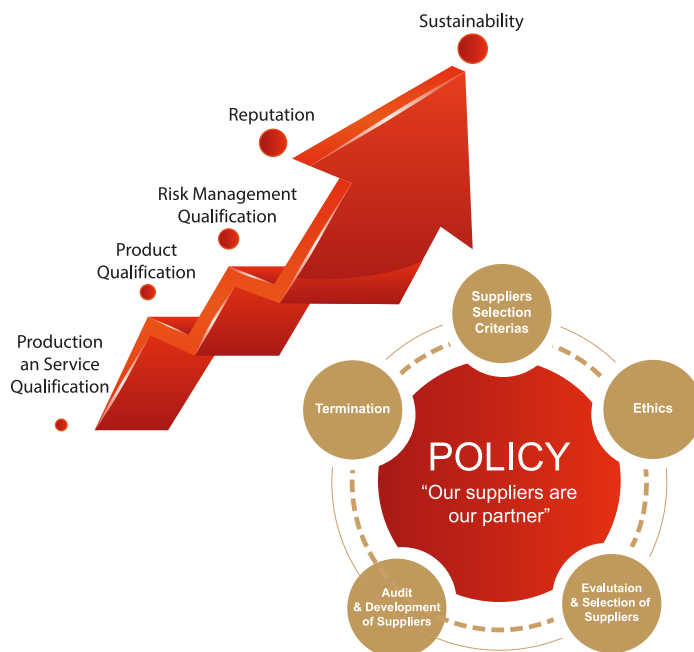 Sustainability
Reputation
Risk Management
Qualification
Product
Qualification
Production
an Service
Qualification
Suppliers
Selection
Criterias
Termination
Ethics
POLICY
“Our suppliers are
our partner”
Audit
& Development
of Suppliers
Evalutaion
& Selection of
Suppliers